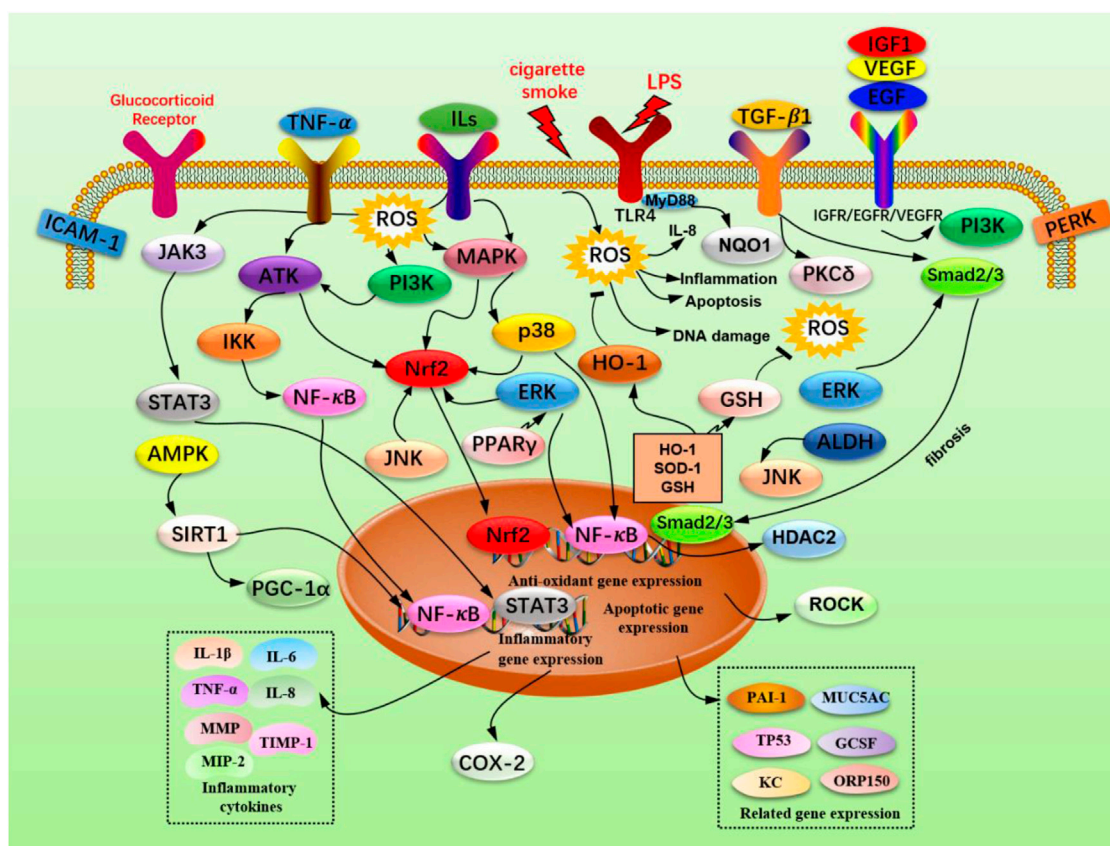 IGF1
VEGF
EGF
cigarette
smoke
LPS
Glucocorticoid
Receptor
TNF-α
ILs
TGF-β1
ICAM-1
JAK3
ROS
MAPK
TLR4
MyD88
IL-8
NQO1
IGFR/EGFR/VEGFR
PI3K
PERK
ATK
PI3K
ROS
Inflammation
Apoptosis
PKCδ
Smad2/3
IKK
p38
DNA damage
ROS
Nrf2
HO-1
STAT3
NF-κB
ERK
GSH
ERK
AMPK
JNK
PPARγ
HO-1
SOD-1
GSH
ALDH
JNK
fibrosis
SIRT1
Nrf2
NF-κB
Smad2/3
HDAC2
PGC-1α
Anti-oxidant gene expression
NF-κB
STAT3
Apoptotic gene
expression
ROCK
Inflammatory
gene expression
IL-1β
IL-6
TNF-α
IL-8
MMP
TIMP-1
MIP-2
Inflammatory
cytokines
COX-2
PAI-1
MUC5AC
TP53
GCSF
KC
ORP150
Related gene expression